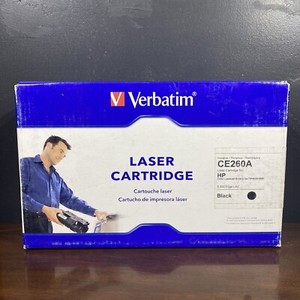 Verbatim
LASER
CARTRIDGE
Cartouche laser
Cartucho de impresora láser
CE260A
HP
Black